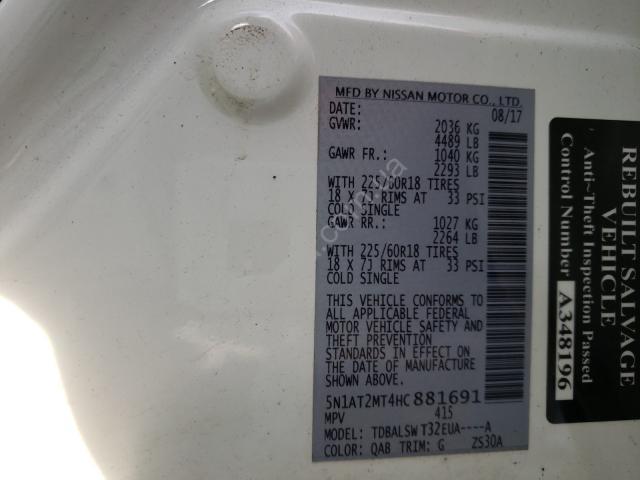 MFD BY NISSAN MOTOR CO., LTD.
DATE: 08/17
GVWR: 2036 KG
4489 LB
GAWR FR.: 1040 KG
2293 LB
WITH 225/60R18 TIRES
18 X 7J RIMS AT 33 PSI
COLD SINGLE
GAWR RR.: 1027 KG
2264 LB
WITH 225/60R18 TIRES
18 X 7J RIMS AT 33 PSI
COLD SINGLE
THIS VEHICLE CONFORMS TO
ALL APPLICABLE FEDERAL
MOTOR VEHICLE SAFETY AND
THEFT PREVENTION
STANDARDS IN EFFECT ON
THE DATE OF MANUFACTURE
SHOWN ABOVE.
5N1AT2MT4HC881691
MPV 415
MODEL: TDBALSWT32EUA----A
COLOR: QAB TRIM: G ZS30A
REBUILT SALVAGE
VEHICLE
Anti~Theft Inspection Passed
Control Number A348196